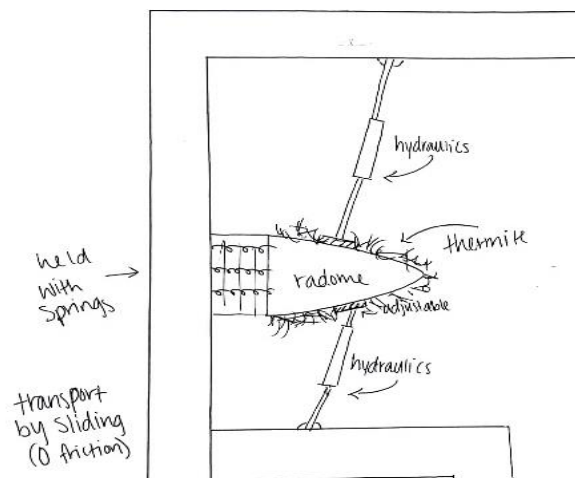 hydraulics
thermite
held
with
springs
radome
adjustable
hydraulics
transport
by sliding
(0 friction)